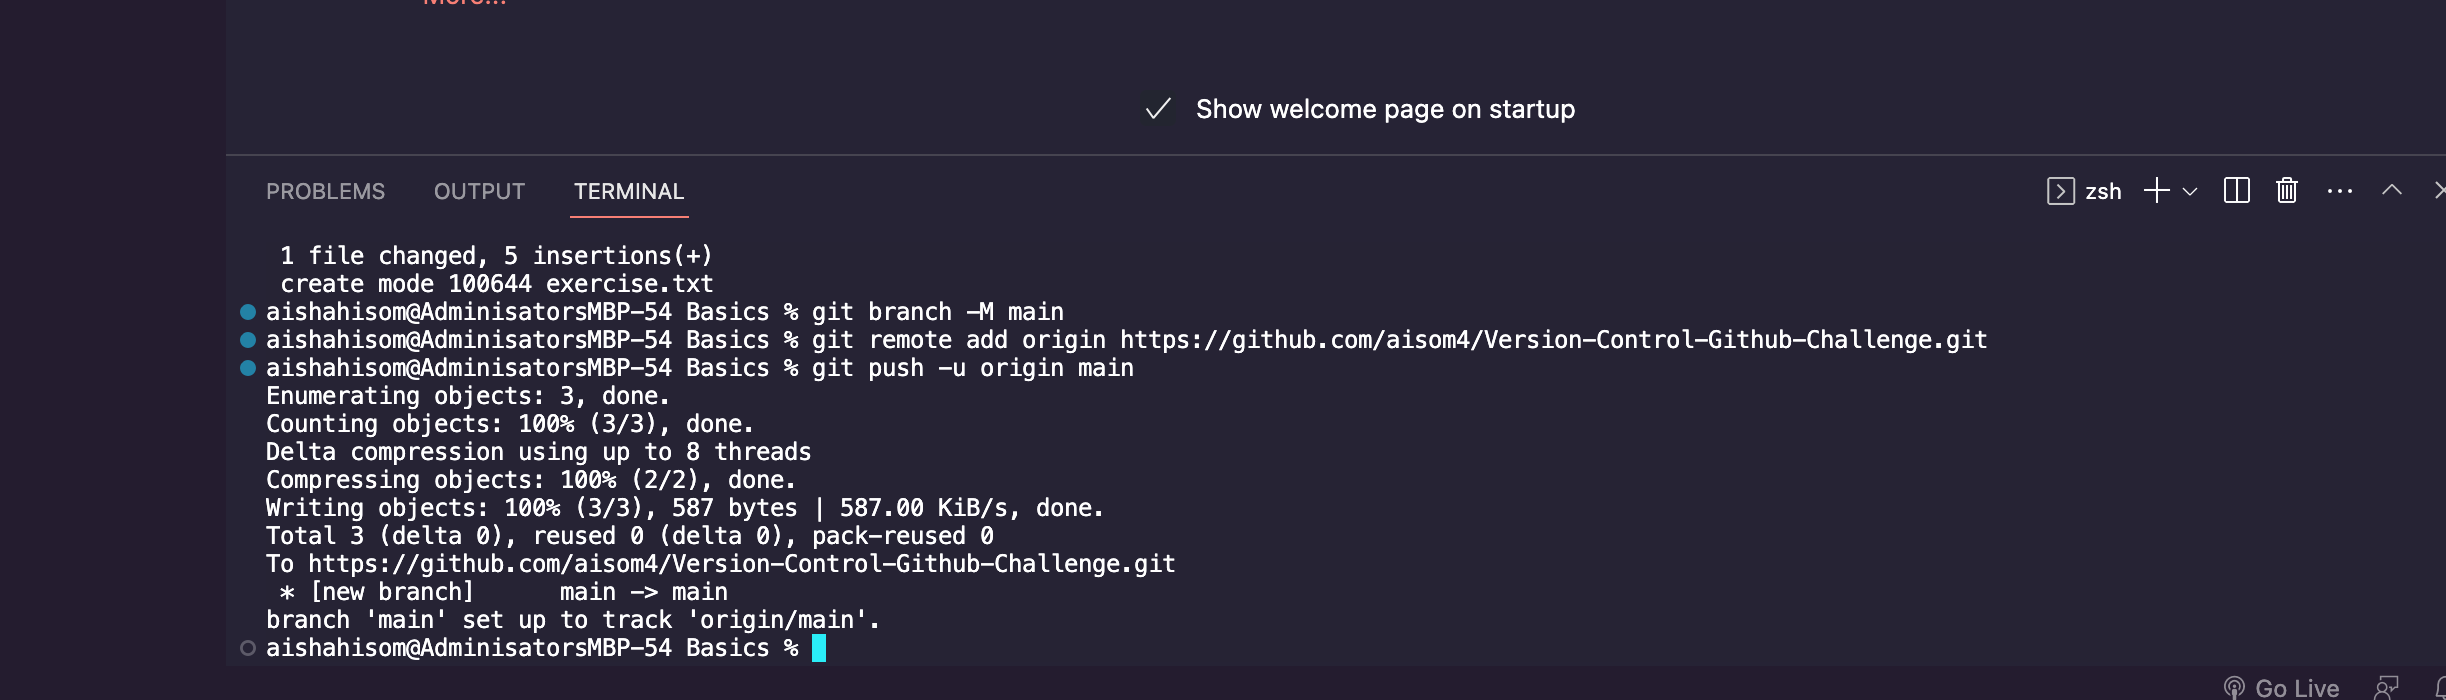 More...
Show welcome page on startup
PROBLEMS OUTPUT TERMINAL zsh
1 file changed, 5 insertions(+)
create mode 100644 exercise.txt
aishahisom@AdminisatorsMBP-54 Basics % git branch -M main
aishahisom@AdminisatorsMBP-54 Basics % git remote add origin https://github.com/aisom4/Version-Control-Github-Challenge.git
aishahisom@AdminisatorsMBP-54 Basics % git push -u origin main
Enumerating objects: 3, done.
Counting objects: 100% (3/3), done.
Delta compression using up to 8 threads
Compressing objects: 100% (2/2), done.
Writing objects: 100% (3/3), 587 bytes | 587.00 KiB/s, done.
Total 3 (delta 0), reused 0 (delta 0), pack-reused 0
To https://github.com/aisom4/Version-Control-Github-Challenge.git
* [new branch]      main -> main
branch 'main' set up to track 'origin/main'.
aishahisom@AdminisatorsMBP-54 Basics %
Go Live